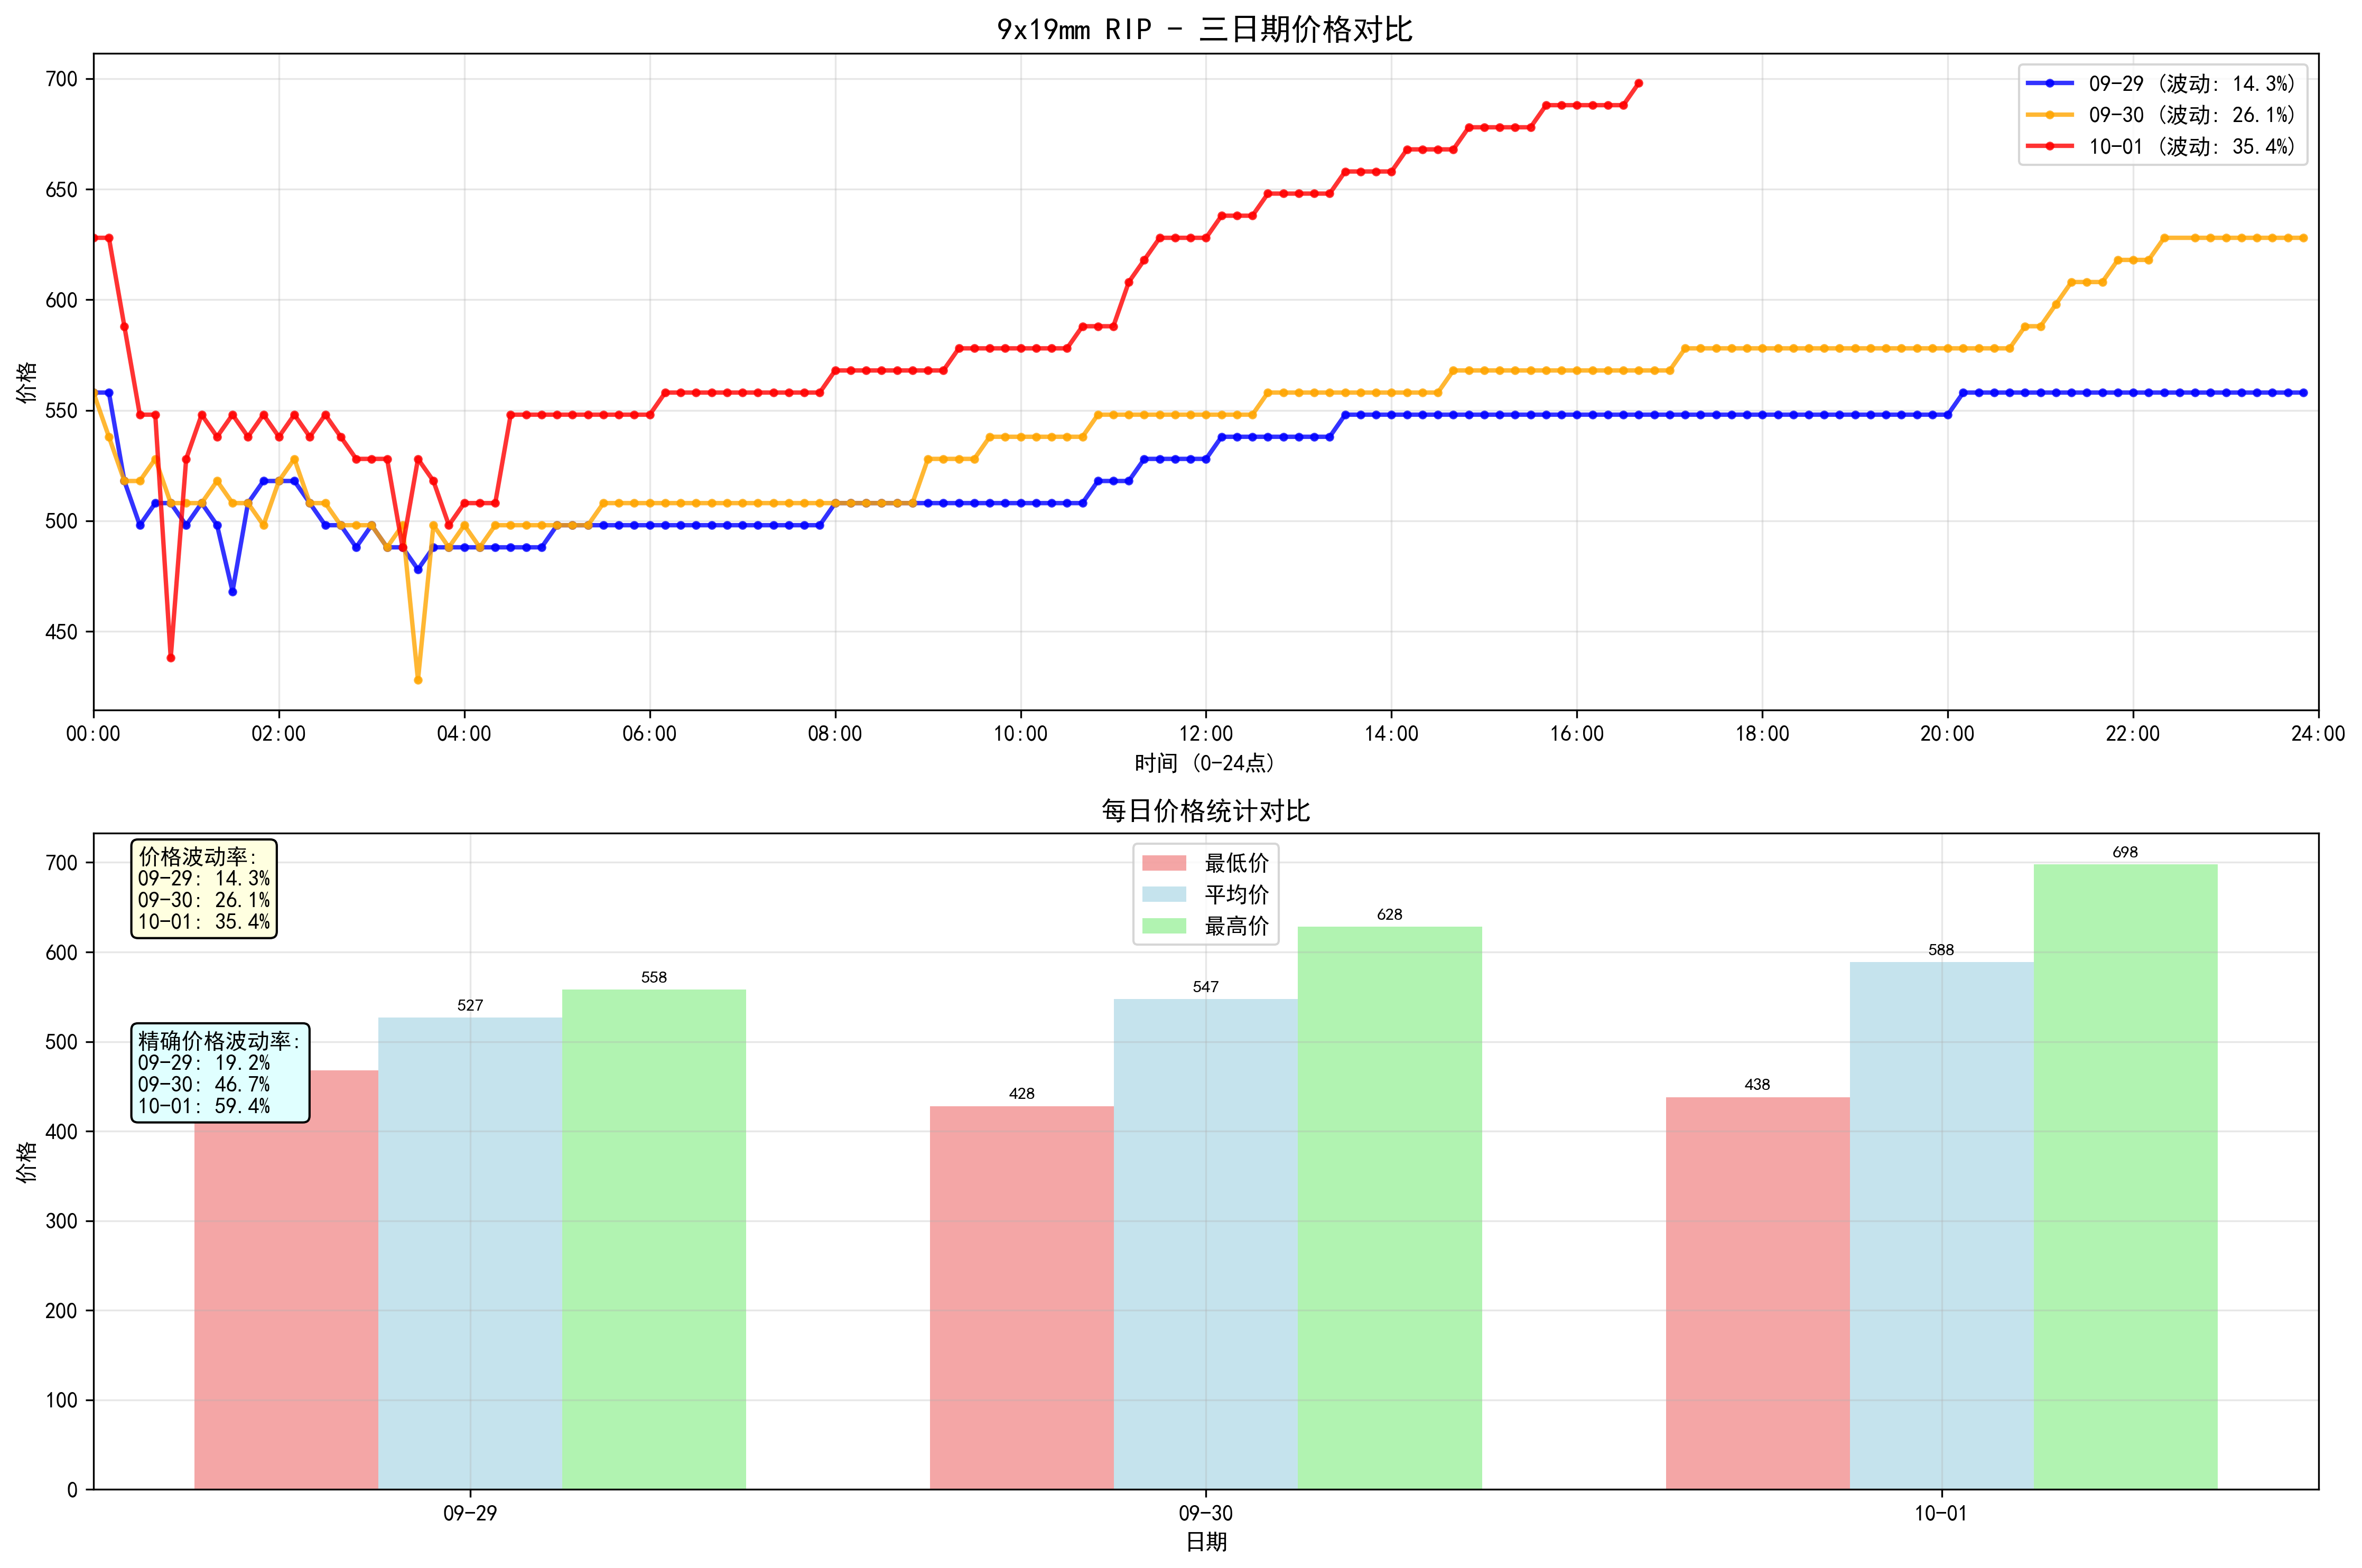 9x19mm RIP - 三日期价格对比
09-29 (波动: 14.3%)
09-30 (波动: 26.1%)
10-01 (波动: 35.4%)
价格
700
650
600
550
500
450
00:00 02:00 04:00 06:00 08:00 10:00 12:00 14:00 16:00 18:00 20:00 22:00 24:00
时间 (0-24点)
每日价格统计对比
价格波动率:
09-29: 14.3%
09-30: 26.1%
10-01: 35.4%
精确价格波动率:
09-29: 19.2%
09-30: 46.7%
10-01: 59.4%
最低价
平均价
最高价
527
558
428
547
628
438
588
698
价格
700
600
500
400
300
200
100
0
09-29 09-30 10-01
日期